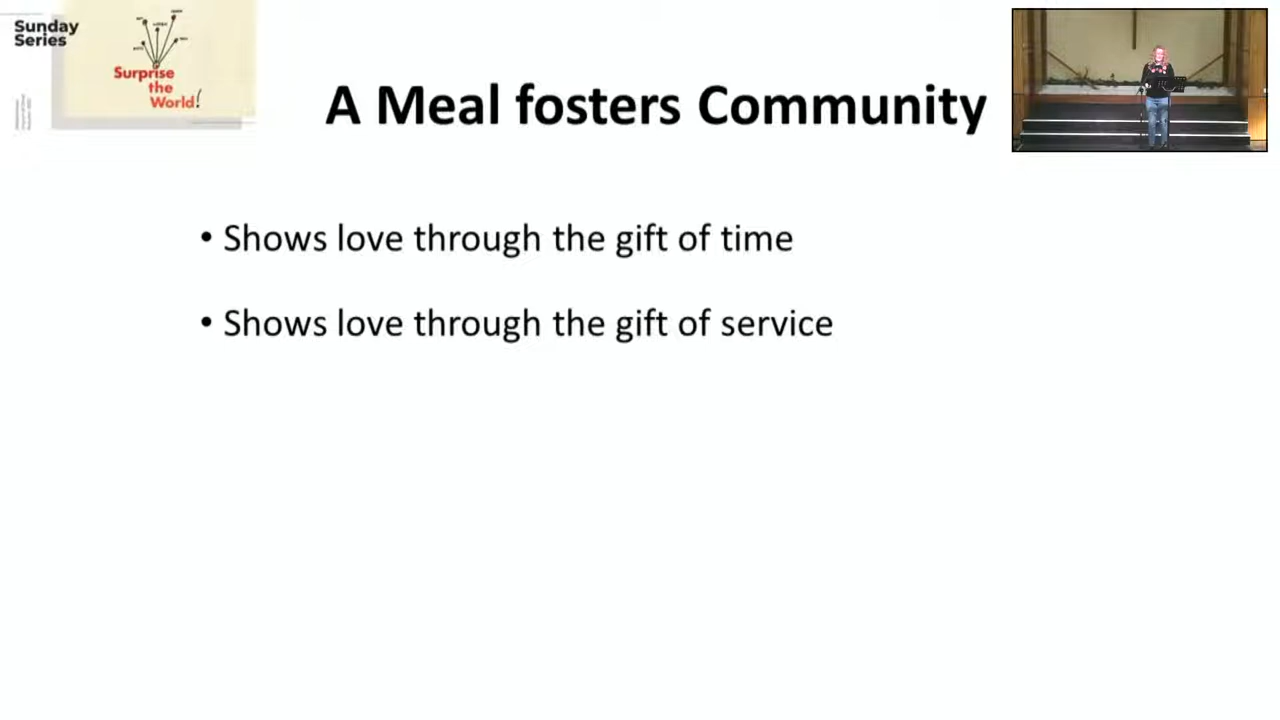 Sunday
Series
Surprise
the
World!
A Meal fosters Community
• Shows love through the gift of time
• Shows love through the gift of service